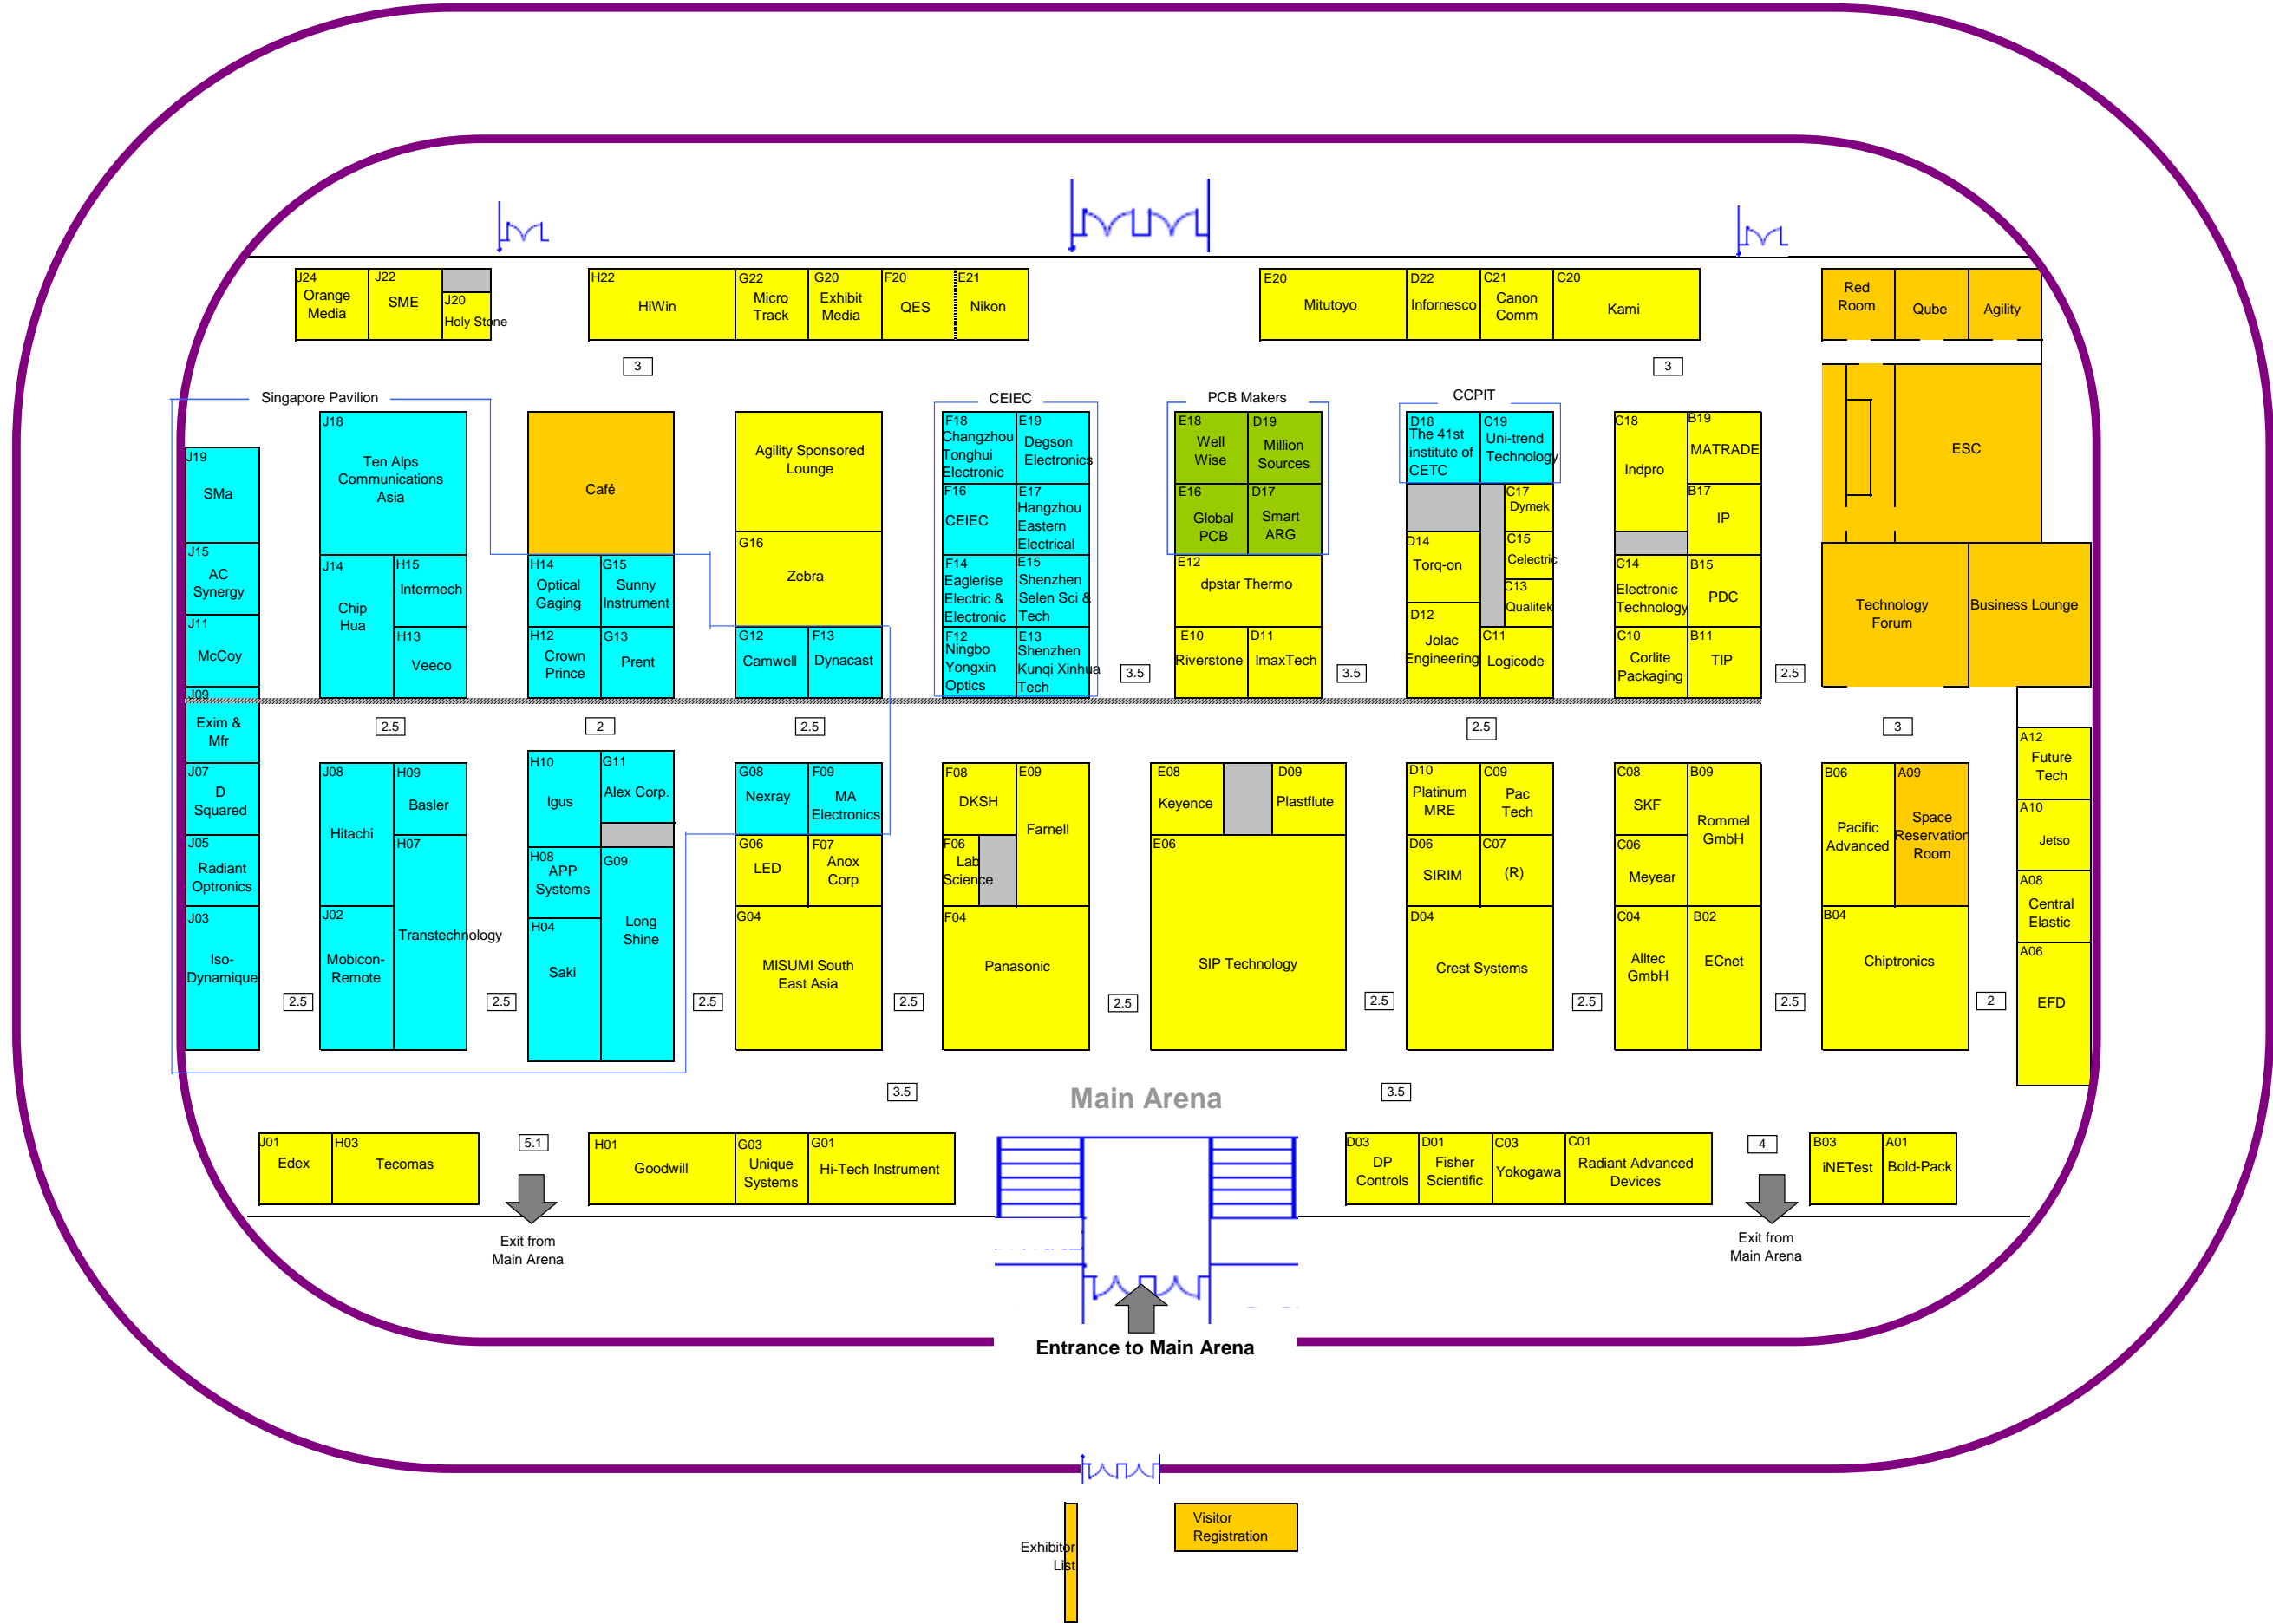 J24
Orange
Media
J22
SME
J20
Holy Stone
H22
HiWin
G22
Micro
Track
G20
Exhibit
Media
F20
QES
E21
Nikon
E20
Mitutoyo
D22
Infornesco
C21
Canon
Comm
C20
Kami
Red
Room
Qube
Agility
3
3
Singapore Pavilion
CEIEC
PCB Makers
CCPIT
J19
SMa
J15
AC
Synergy
J11
McCoy
J09
Exim &
Mfr
J07
D
Squared
J05
Radiant
Optronics
J03
Iso-
Dynamique
J18
Ten Alps
Communications
Asia
J14
Chip
Hua
H15
Intermech
H13
Veeco
Café
H14
Optical
Gaging
G15
Sunny
Instrument
H12
Crown
Prince
G13
Prent
Agility Sponsored
Lounge
G16
Zebra
G12
Camwell
F13
Dynacast
F18
Changzhou
Tonghui
Electronic
E19
Degson
Electronics
F16
CEIEC
E17
Hangzhou
Eastern
Electrical
F14
Eaglerise
Electric &
Electronic
E15
Shenzhen
Selen Sci &
Tech
F12
Ningbo
Yongxin
Optics
E13
Shenzhen
Kunqi Xinhua
Tech
3.5
E18
Well
Wise
D19
Million
Sources
E16
Global
PCB
D17
Smart
ARG
E12
dpstar Thermo
E10
Riverstone
D11
ImaxTech
3.5
D18
The 41st
institute of
CETC
C19
Uni-trend
Technology
C17
Dymek
D14
Torq-on
C15
Celectric
C13
Qualitek
D12
Jolac
Engineering
C11
Logicode
C18
Indpro
B19
MATRADE
B17
IP
C14
Electronic
Technology
B15
PDC
C10
Corlite
Packaging
B11
TIP
2.5
ESC
Technology
Forum
Business Lounge
2.5
2
2.5
2.5
3
J08
Hitachi
H09
Basler
H07
Transtechnology
J02
Mobicon-
Remote
H10
Igus
G11
Alex Corp.
H08
APP
Systems
G09
Long
Shine
H04
Saki
G08
Nexray
F09
MA
Electronics
G06
LED
F07
Anox
Corp
G04
MISUMI South
East Asia
F08
DKSH
E09
Farnell
F06
Lab
Science
F04
Panasonic
E08
Keyence
D09
Plastflute
E06
SIP Technology
D10
Platinum
MRE
C09
Pac
Tech
D06
SIRIM
C07
(R)
D04
Crest Systems
C08
SKF
B09
Rommel
GmbH
C06
Meyear
C04
Alltec
GmbH
B02
ECnet
B06
Pacific
Advanced
A09
Space
Reservation
Room
B04
Chiptronics
A12
Future
Tech
A10
Jetso
A08
Central
Elastic
A06
EFD
2.5
2.5
2.5
2.5
2.5
2.5
2.5
2.5
2
3.5
Main Arena
3.5
J01
Edex
H03
Tecomas
5.1
H01
Goodwill
G03
Unique
Systems
G01
Hi-Tech Instrument
D03
DP
Controls
D01
Fisher
Scientific
C03
Yokogawa
C01
Radiant Advanced
Devices
4
B03
iNETest
A01
Bold-Pack
Exit from
Main Arena
Exit from
Main Arena
Entrance to Main Arena
Visitor
Registration
Exhibitor
List